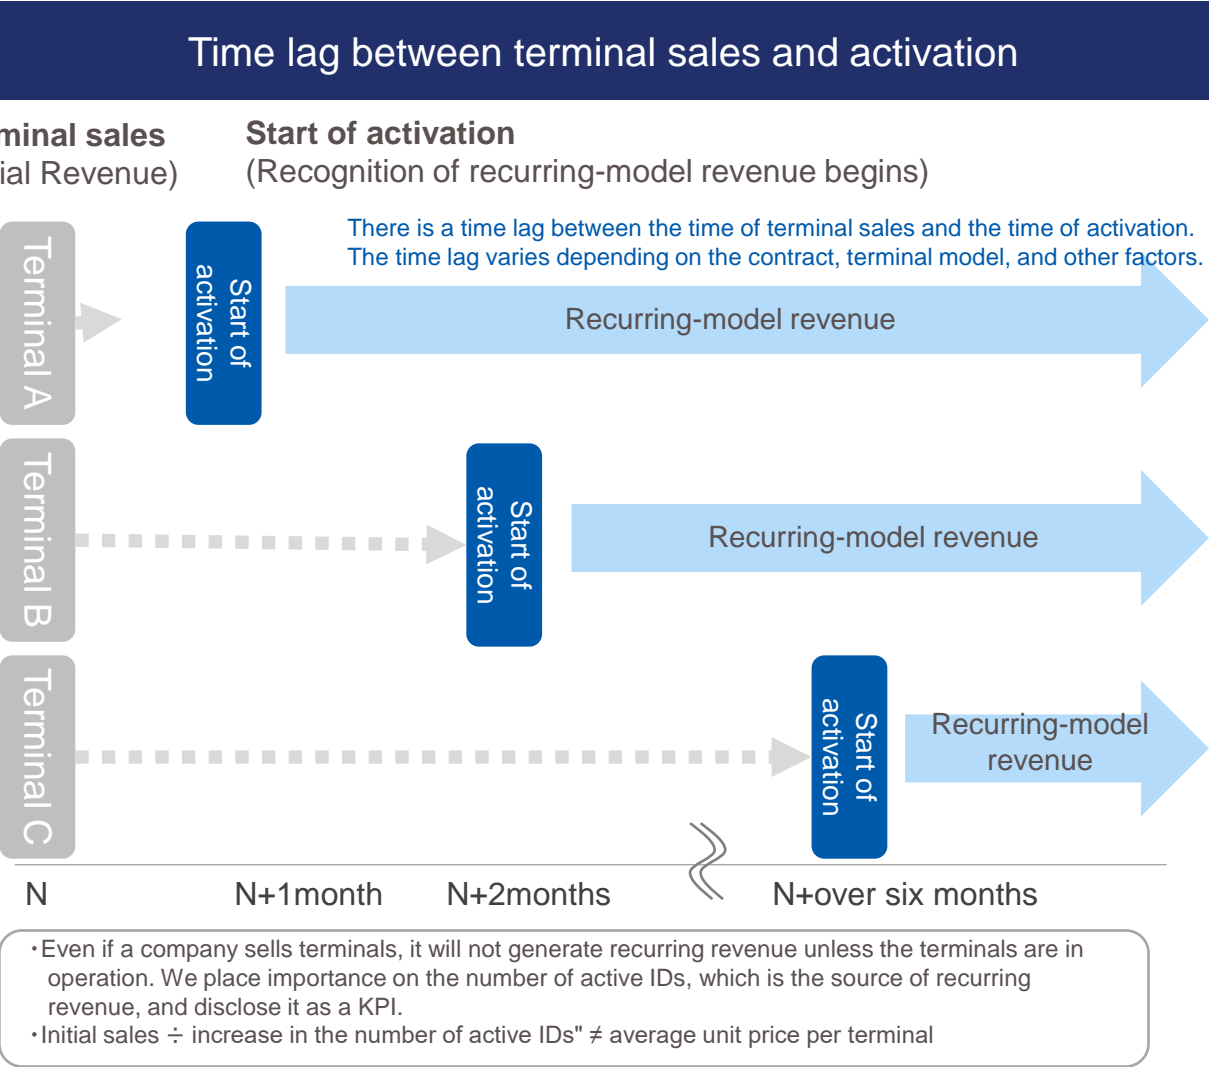 Time lag between terminal sales and activation
minal sales
ial Revenue)
Start of activation
(Recognition of recurring-model revenue begins)
There is a time lag between the time of terminal sales and the time of activation.
The time lag varies depending on the contract, terminal model, and other factors.
Terminal A
Start of
activation
Recurring-model revenue
Terminal B
Start of
activation
Recurring-model revenue
Terminal C
Start of
activation
Recurring-model
revenue
N
N+1month
N+2months
N+over six months
・Even if a company sells terminals, it will not generate recurring revenue unless the terminals are in
operation. We place importance on the number of active IDs, which is the source of recurring
revenue, and disclose it as a KPI.
・Initial sales ÷ increase in the number of active IDs" ≠ average unit price per terminal